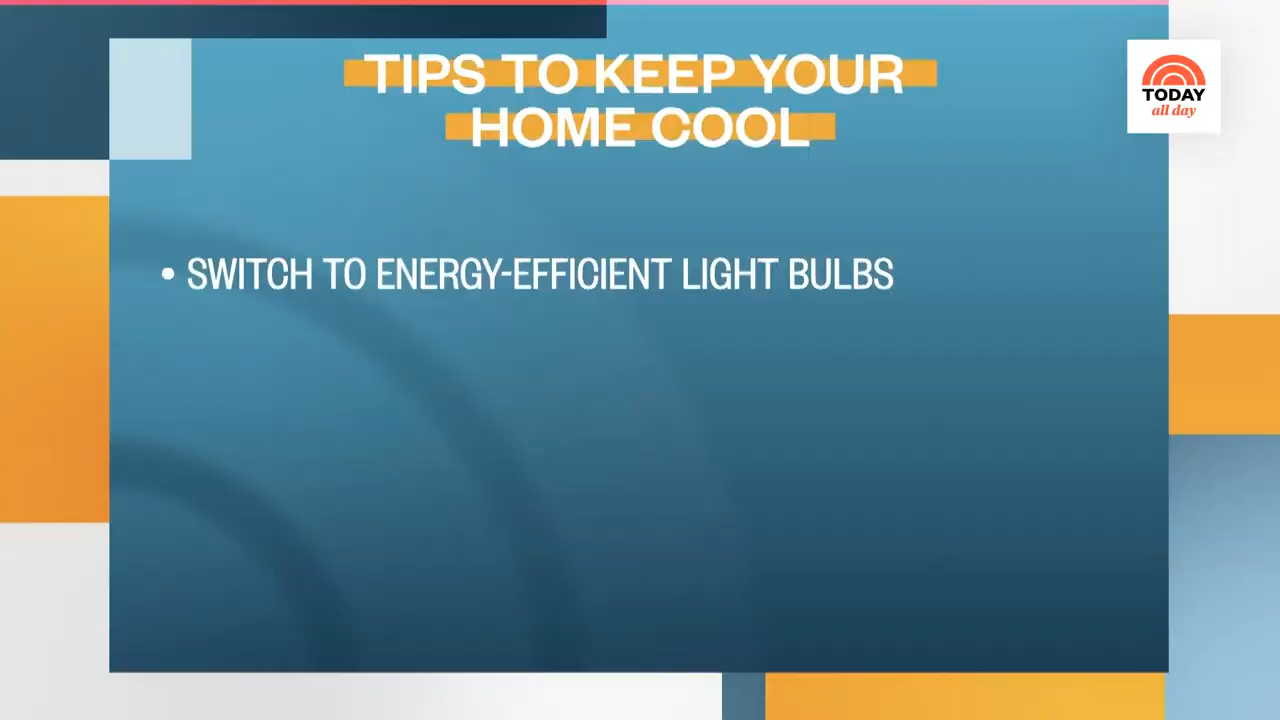 TIPS TO KEEP YOUR
HOME COOL
TODAY
all day
• SWITCH TO ENERGY-EFFICIENT LIGHT BULBS